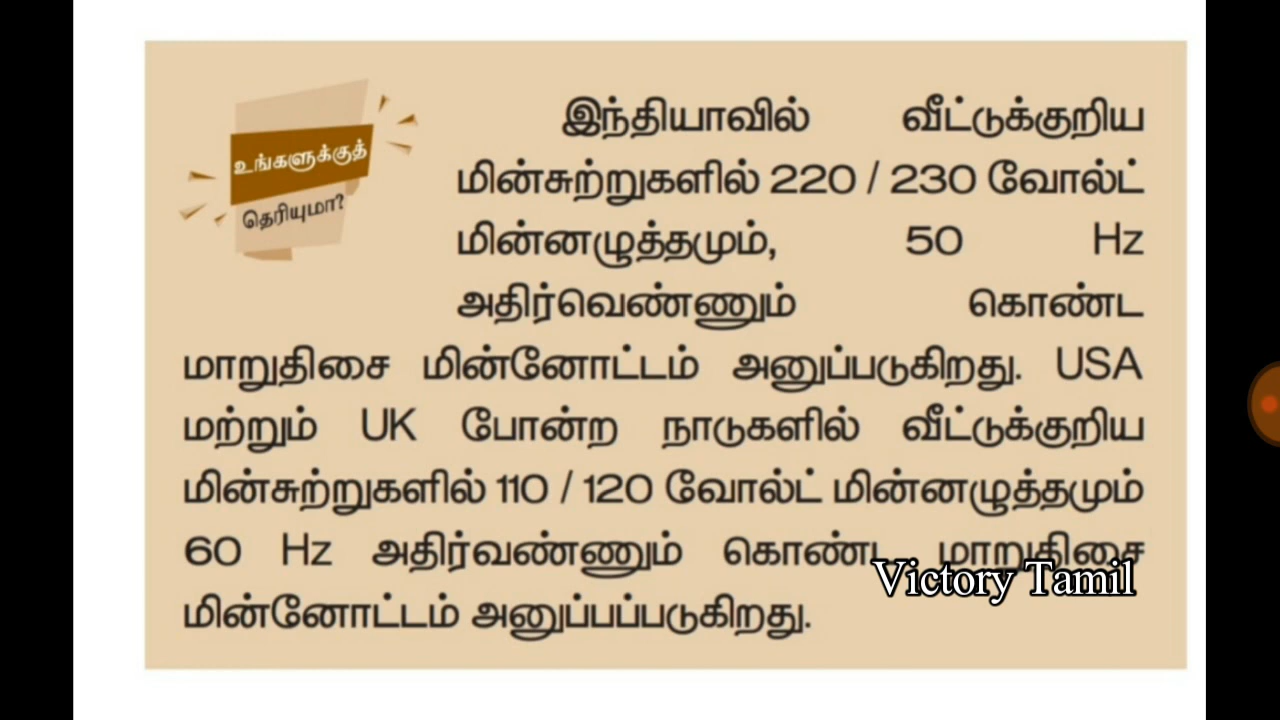 உங்களுக்குத்
தெரியுமா?
இந்தியாவில் வீட்டுக்குறிய
மின்சுற்றுகளில் 220 / 230 வோல்ட்
மின்னழுத்தமும், 50 Hz
அதிர்வெண்ணும் கொண்ட
மாறுதிசை மின்னோட்டம் அனுப்படுகிறது. USA
மற்றும் UK போன்ற நாடுகளில் வீட்டுக்குறிய
மின்சுற்றுகளில் 110 / 120 வோல்ட் மின்னழுத்தமும்
60 Hz அதிர்வண்ணும் கொண்ட மாறுதிசை
Victory Tamil
மின்னோட்டம் அனுப்பப்படுகிறது.